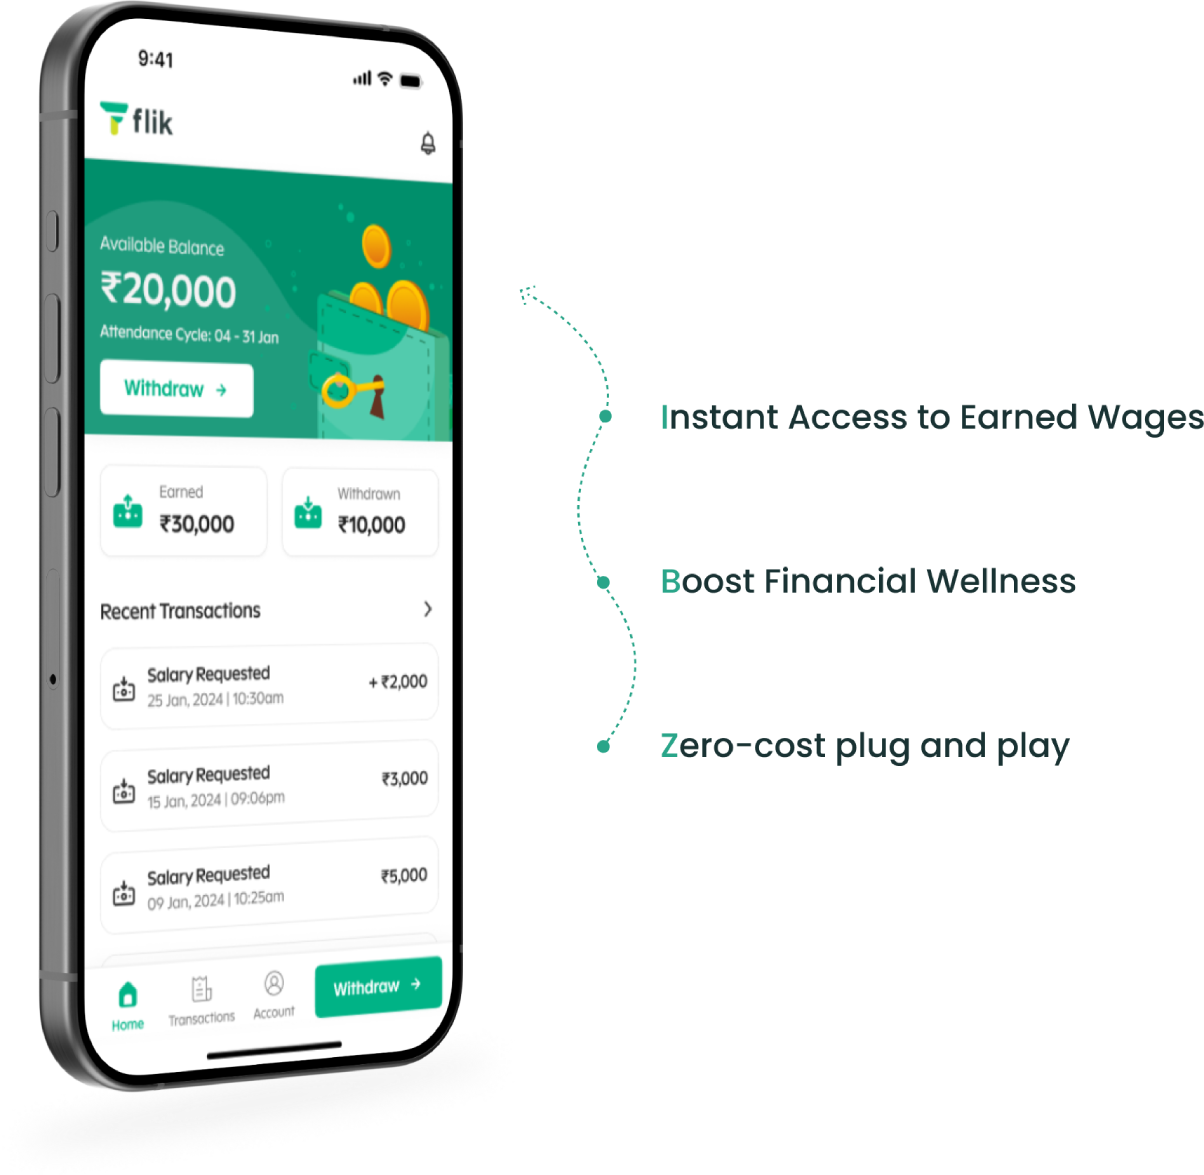 9:41
flik
Available Balance
₹20,000
Attendance Cycle: 04 - 31 Jan
Withdraw →
Earned
₹30,000
Withdrawn
₹10,000
Recent Transactions
Salary Requested
25 Jan, 2024 | 10:30am
+ ₹2,000
Salary Requested
15 Jan, 2024 | 09:06pm
₹3,000
Salary Requested
09 Jan, 2024 | 10:25am
₹5,000
Home
Transactions
Account
Withdraw →
Instant Access to Earned Wages
Boost Financial Wellness
Zero-cost plug and play